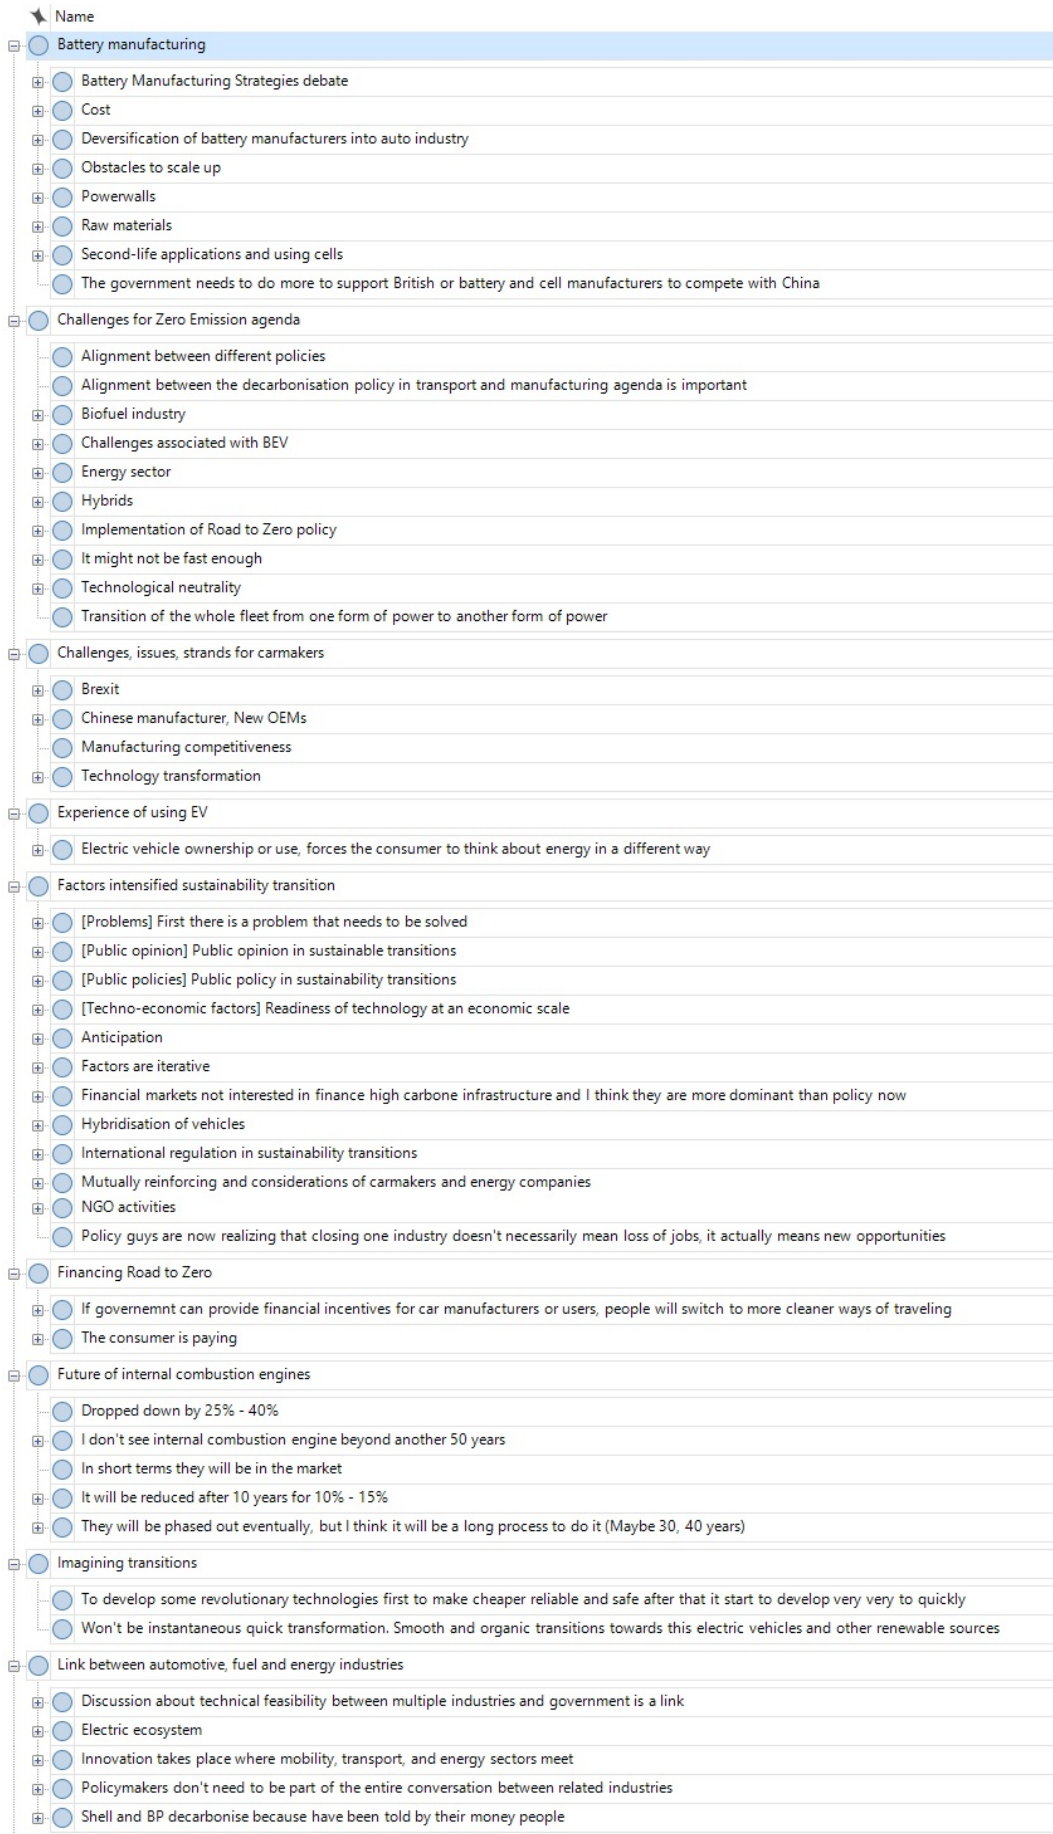 Name
Battery manufacturing
Battery Manufacturing Strategies debate
Cost
Deversification of battery manufacturers into auto industry
Obstacles to scale up
Powerwalls
Raw materials
Second-life applications and using cells
The government needs to do more to support British or battery and cell manufacturers to compete with China
Challenges for Zero Emission agenda
Alignment between different policies
Alignment between the decarbonisation policy in transport and manufacturing agenda is important
Biofuel industry
Challenges associated with BEV
Energy sector
Hybrids
Implementation of Road to Zero policy
It might not be fast enough
Technological neutrality
Transition of the whole fleet from one form of power to another form of power
Challenges, issues, strands for carmakers
Brexit
Chinese manufacturer, New OEMs
Manufacturing competitiveness
Technology transformation
Experience of using EV
Electric vehicle ownership or use, forces the consumer to think about energy in a different way
Factors intensified sustainability transition
[Problems] First there is a problem that needs to be solved
[Public opinion] Public opinion in sustainable transitions
[Public policies] Public policy in sustainability transitions
[Techno-economic factors] Readiness of technology at an economic scale
Anticipation
Factors are iterative
Financial markets not interested in finance high carbone infrastructure and I think they are more dominant than policy now
Hybridisation of vehicles
International regulation in sustainability transitions
Mutually reinforcing and considerations of carmakers and energy companies
NGO activities
Policy guys are now realizing that closing one industry doesn't necessarily mean loss of jobs, it actually means new opportunities
Financing Road to Zero
If governemnt can provide financial incentives for car manufacturers or users, people will switch to more cleaner ways of traveling
The consumer is paying
Future of internal combustion engines
Dropped down by 25% - 40%
I don't see internal combustion engine beyond another 50 years
In short terms they will be in the market
It will be reduced after 10 years for 10% - 15%
They will be phased out eventually, but I think it will be a long process to do it (Maybe 30, 40 years)
Imagining transitions
To develop some revolutionary technologies first to make cheaper reliable and safe after that it start to develop very very to quickly
Won't be instantaneous quick transformation. Smooth and organic transitions towards this electric vehicles and other renewable sources
Link between automotive, fuel and energy industries
Discussion about technical feasibility between multiple industries and government is a link
Electric ecosystem
Innovation takes place where mobility, transport, and energy sectors meet
Policymakers don't need to be part of the entire conversation between related industries
Shell and BP decarbonise because have been told by their money people